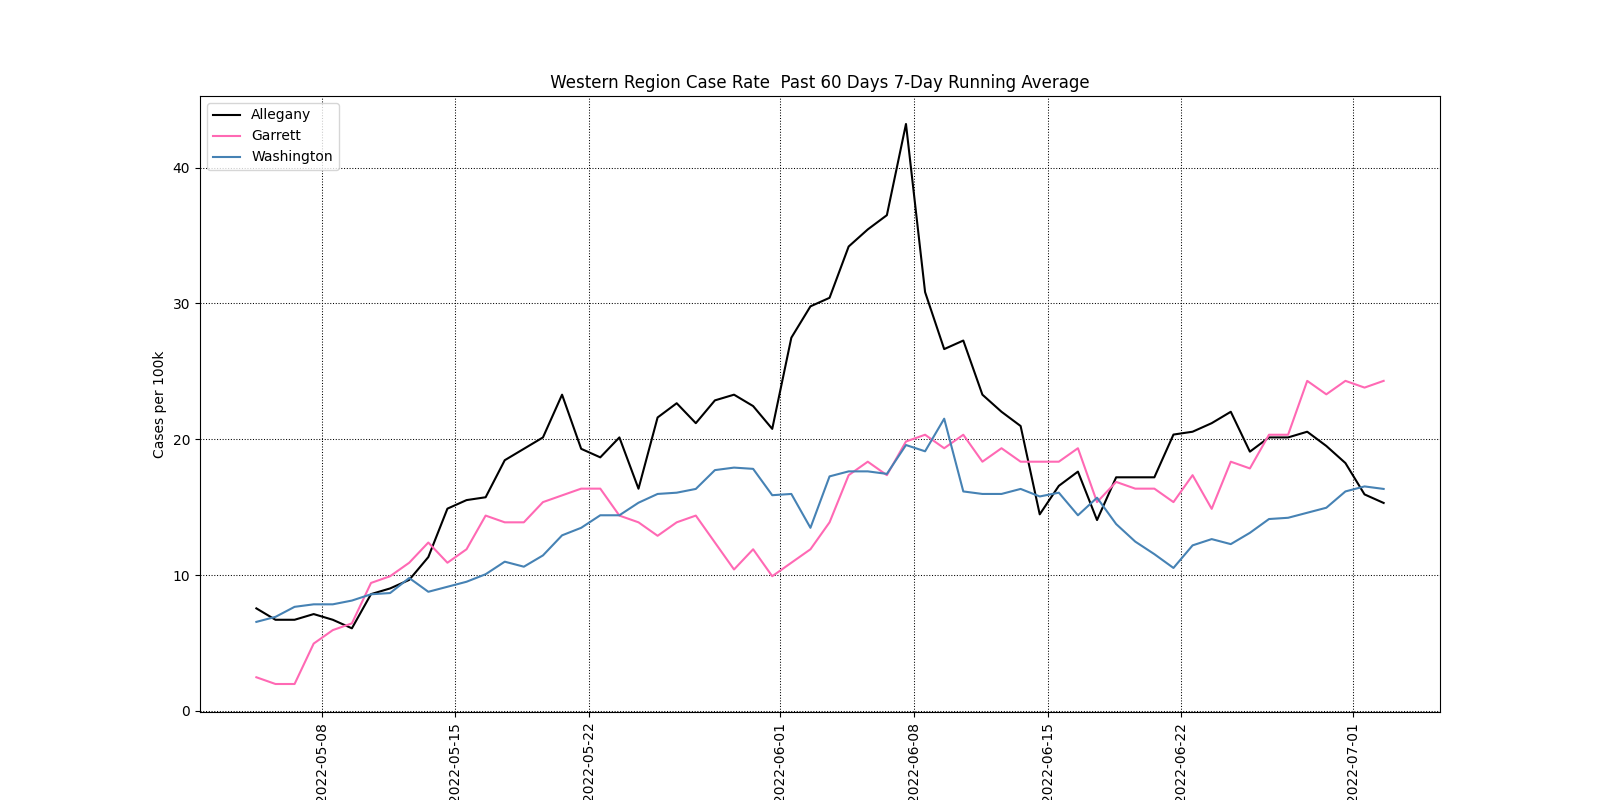 Western Region Case Rate  Past 60 Days 7-Day Running Average
Allegany
Garrett
Washington
Cases per 100k
40
30
20
10
0
2022-05-08
2022-05-15
2022-05-22
2022-06-01
2022-06-08
2022-06-15
2022-06-22
2022-07-01